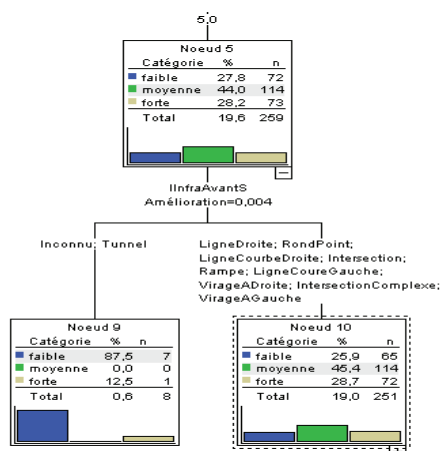 5,0
Noeud 5
Catégorie % n
faible 27,8 72
moyenne 44,0 114
forte 28,2 73
Total 19,6 259
IInfraAvantS
Amélioration=0,004
Inconnu; Tunnel
LigneDroite; RondPoint;
LigneCourbeDroite; Intersection;
Rampe; LigneCoureGauche;
VirageADroite; IntersectionComplexe;
VirageAGauche
Noeud 9
Catégorie % n
faible 87,5 7
moyenne 0,0 0
forte 12,5 1
Total 0,6 8
Noeud 10
Catégorie % n
faible 25,9 65
moyenne 45,4 114
forte 28,7 72
Total 19,0 251